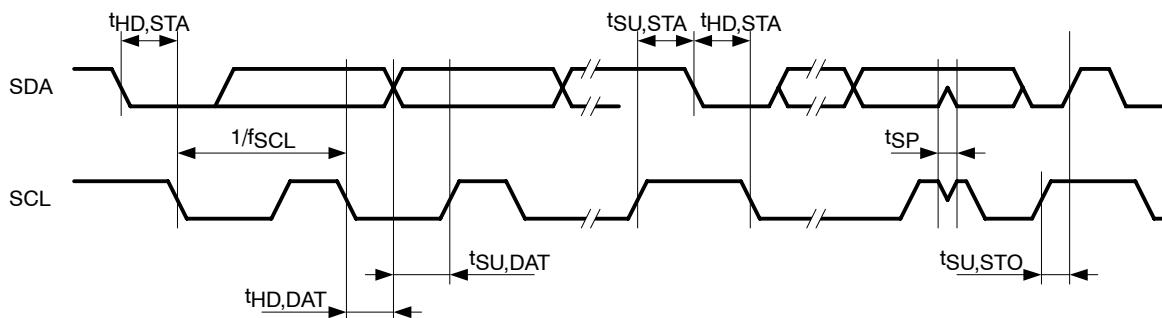 tHD,STA tSU,STA tHD,STA
SDA
1/fSCL tSP
SCL
tSU,DAT tSU,STO
tHD,DAT